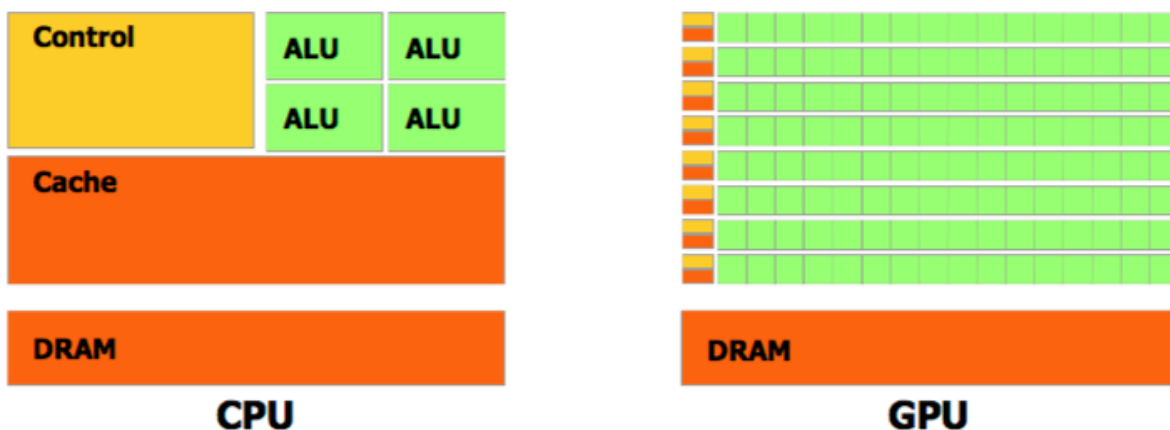 Control
ALU ALU
ALU ALU
Cache
DRAM
CPU
DRAM
GPU